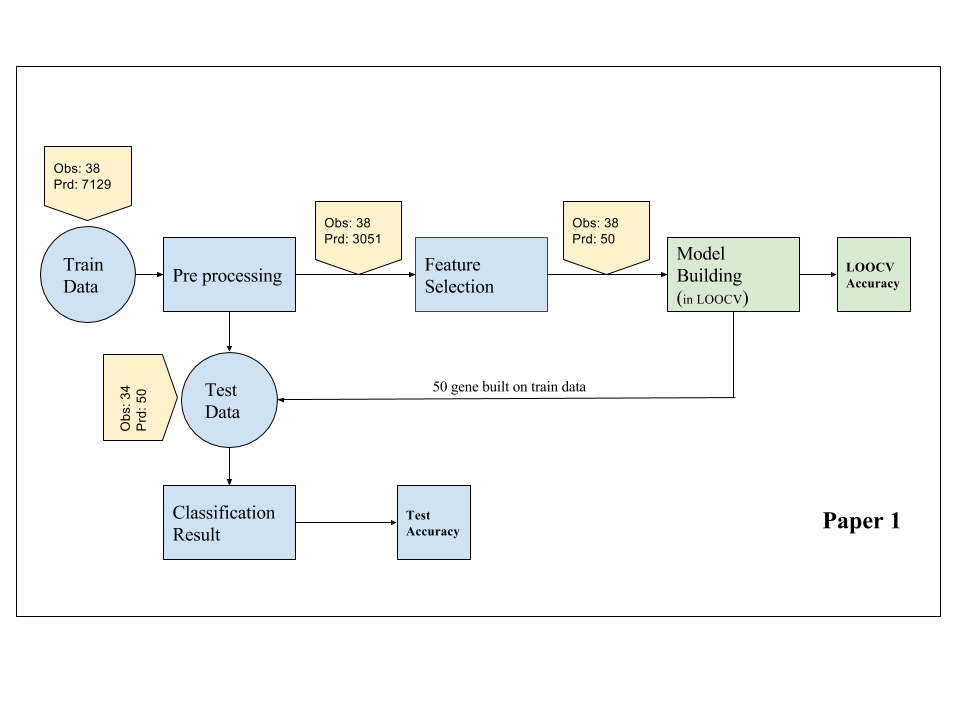 Obs: 38
Prd: 7129
Train
Data
Pre processing
Obs: 38
Prd: 3051
Feature
Selection
Obs: 38
Prd: 50
Model
Building
(in LOOCV)
LOOCV
Accuracy
Obs: 34
Prd: 50
Test
Data
50 gene built on train data
Classification
Result
Test
Accuracy
Paper 1